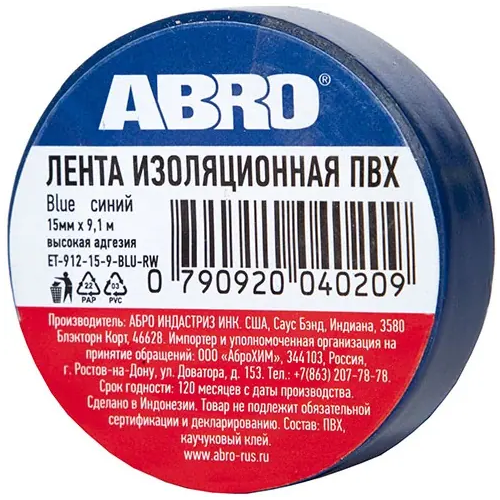 ABRO®
ЛЕНТА ИЗОЛЯЦИОННАЯ ПВХ
Blue синий
15мм x 9,1 м
высокая адгезия
ET-912-15-9-BLU-RW
22 PAP
03 PVC
0 790920 040209
Производитель: АБРО ИНДАСТРИЗ ИНК. США, Саус Бэнд, Индиана, 3580
Блэкторн Корт, 46628. Импортер и уполномоченная организация на
принятие обращений: ООО «АброХИМ», 344103, Россия,
г. Ростов-на-Дону, ул. Доватора, д. 153. Тел.: +7(863) 207-78-78.
Срок годности: 120 месяцев с даты производства.
Сделано в Индонезии. Товар не подлежит обязательной
сертификации и декларированию. Состав: ПВХ,
каучуковый клей.
www.abro-rus.ru